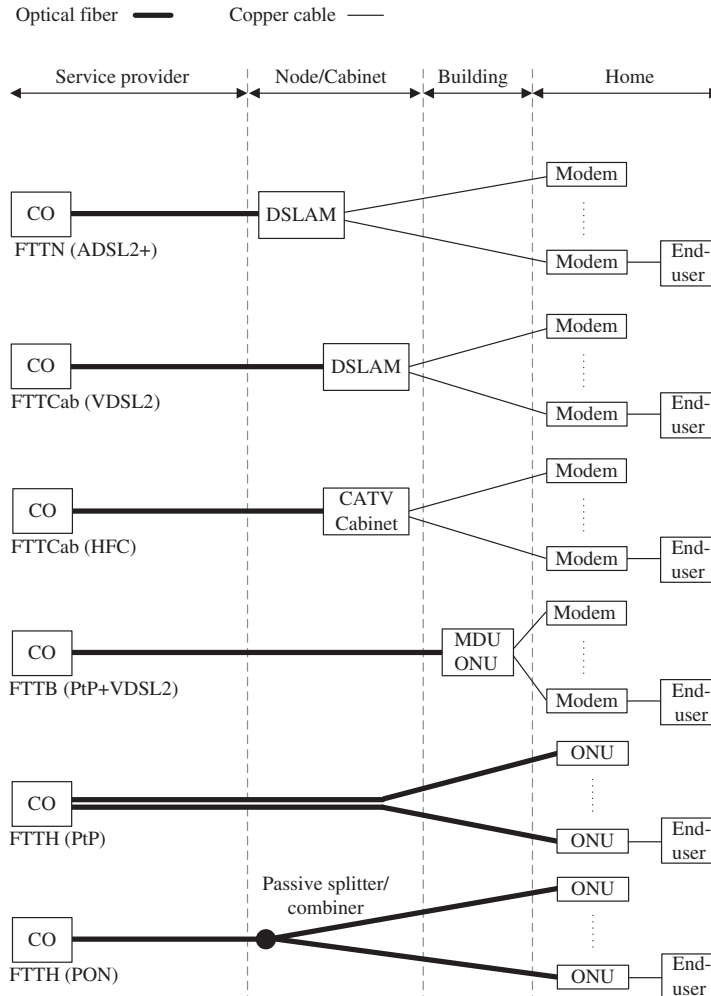 Optical fiber Copper cable
Service provider Node/Cabinet Building Home
Modem
CO DSLAM
FTTN (ADSL2+)
Modem
End-
user
Modem
CO DSLAM
FTTCab (VDSL2)
Modem
End-
user
Modem
CO
CATV
Cabinet
FTTCab (HFC)
Modem
End-
user
Modem
CO
MDU
ONU
FTTB (PtP+VDSL2)
Modem
End-
user
ONU
CO
FTTH (PtP)
ONU
End-
user
Passive splitter/
combiner
ONU
CO
FTTH (PON)
ONU
End-
user